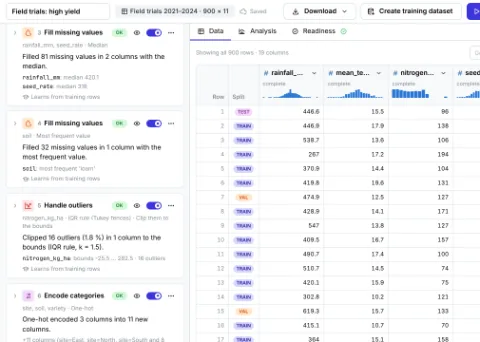 Field trials: high yield
Field trials 2021-2024 · 900 × 11
Saved
Download
Create training dataset
3 Fill missing values OK
rainfall_mm, seed_rate · Median
Filled 81 missing values in 2 columns with the median.
rainfall_mm median 420.1
seed_rate median 316
Learns from training rows
4 Fill missing values OK
soil · Most frequent value
Filled 32 missing values in 1 column with the most frequent value.
soil most frequent 'loam'
Learns from training rows
5 Handle outliers OK
nitrogen_kg_ha · IQR rule (Tukey fences) · Clip them to the bounds
Clipped 16 outliers (1.8 %) in 1 column to the bounds (IQR rule, k = 1.5).
nitrogen_kg_ha bounds
16 outliers
Learns from training rows
6 Encode categories OK
site, soil, variety · One-hot
One-hot encoded 3 columns into 11 new columns.
Data Analysis Readiness
Showing all 900 rows · 19 columns
Row Split # rainfall_... # mean_te... # nitrogen... # seed
complete complete complete comple
1 TEST 446.6 15.5 96
2 TRAIN 446.9 17.9 138
3 TRAIN 538.7 13.6 106
4 TRAIN 267 17.2 194
5 TRAIN 370.9 14.4 104
6 TRAIN 419.8 19.6 131
7 VAL 474.9 12.5 127
8 TRAIN 428.9 14.1 171
9 TRAIN 547 13.8 127
10 TRAIN 409.5 16.7 157
11 TRAIN 490.7 17.4 100
12 TRAIN 510.7 14.5 74
13 TRAIN 420.1 15.9 75
14 TRAIN 302.8 10.2 121
15 VAL 619.3 15.7 133
16 TRAIN 415.1 10.7 70
17 TRAIN 364 15.1 158